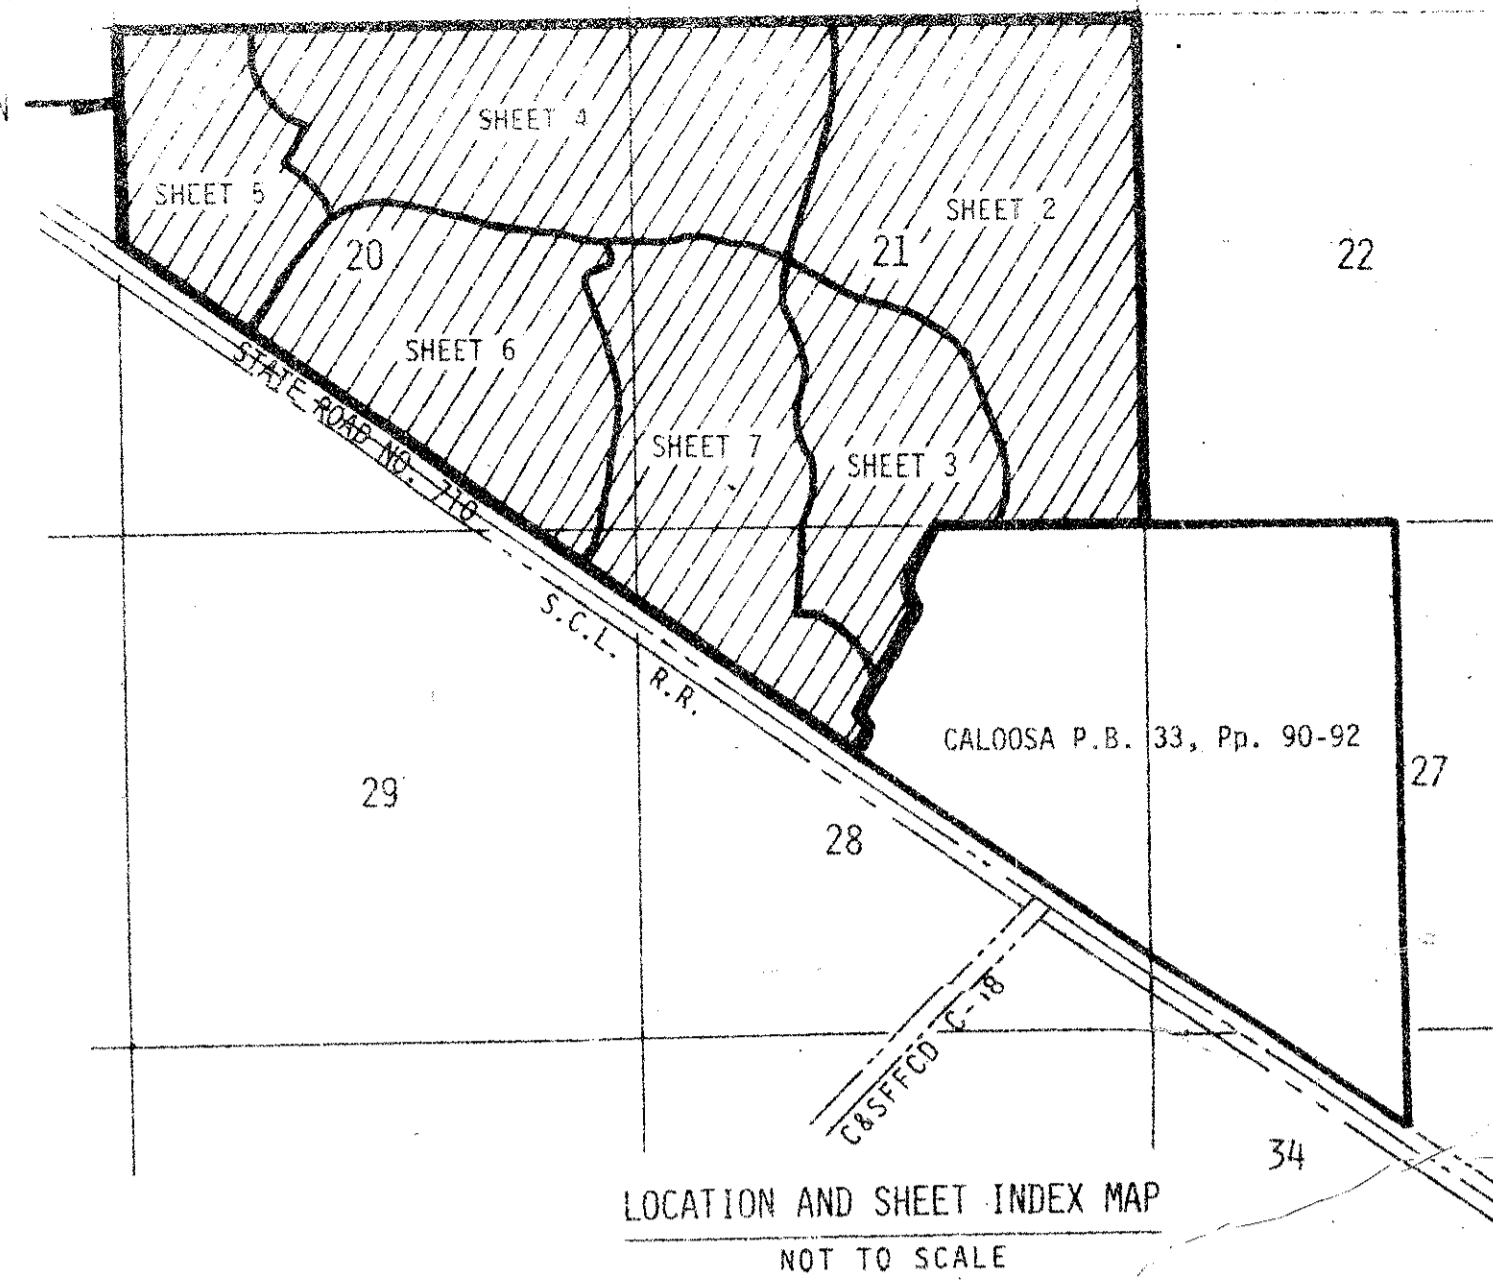 N
SHEET 4
SHEET 5
SHEET 2
20
21
22
SHEET 6
STATE ROAD NO. 710
SHEET 7
SHEET 3
S.C.L. R.R.
CALOOSA P.B. 33, Pp. 90-92
27
29
28
C&SFFCD C-18
34
LOCATION AND SHEET INDEX MAP
NOT TO SCALE